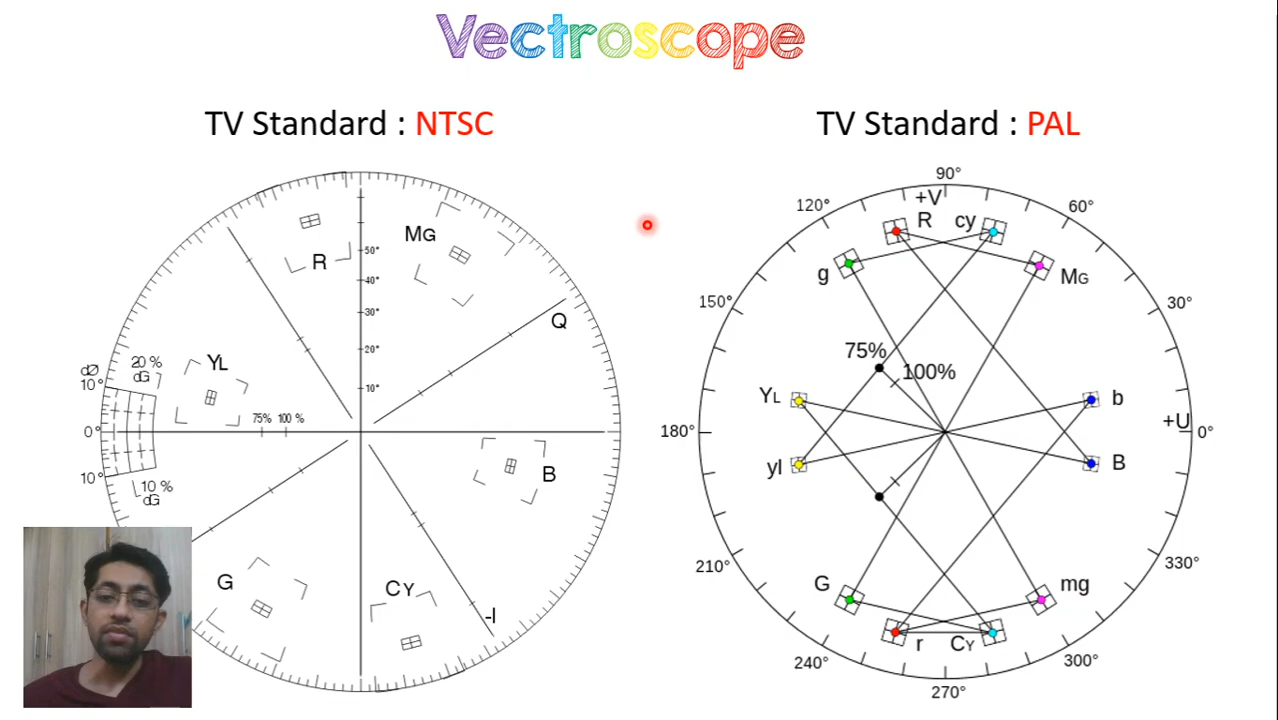 Vectroscope
TV Standard : NTSC
TV Standard : PAL
R
MG
Q
YL
20 %
dG
dØ
10°
0°
10°
10 %
dG
75% 100 %
50°
40°
30°
20°
10°
B
G
CY
-I
90°
120°
60°
+V
R
cy
g
MG
150°
30°
75%
100%
YL
b
180°
+U
0°
yl
B
210°
330°
G
mg
r
CY
240°
300°
270°